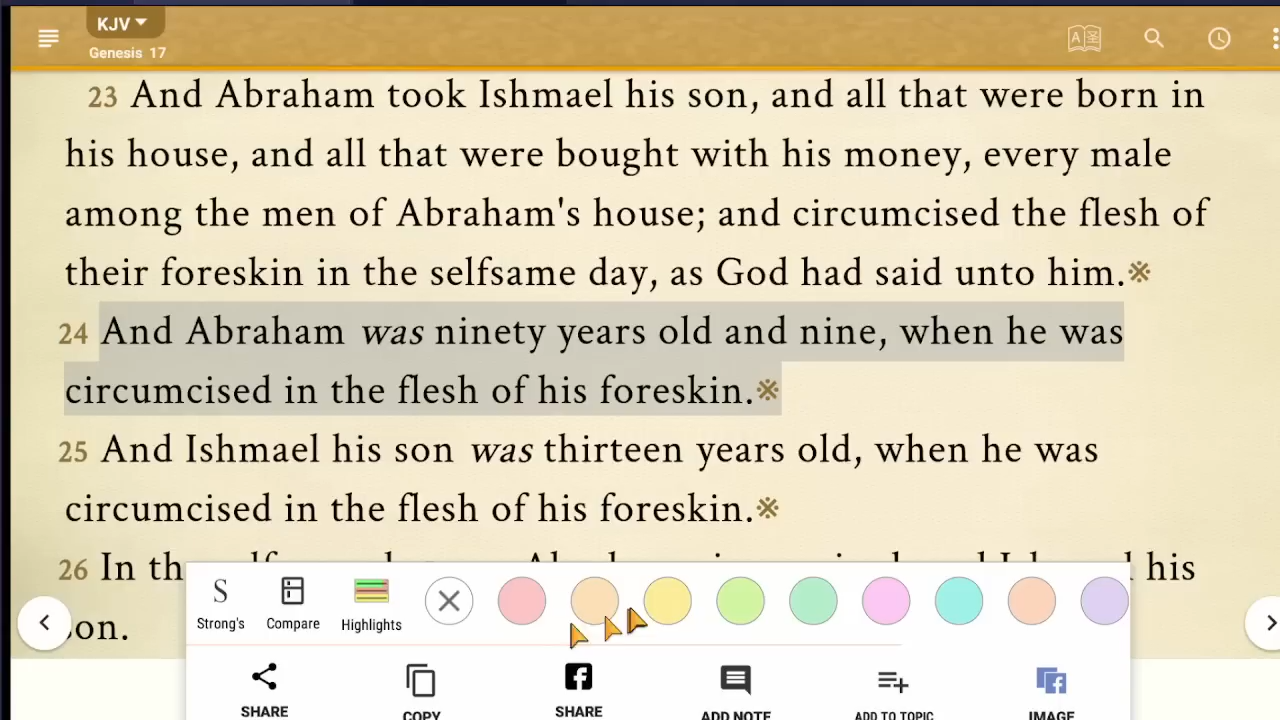 KJV
Genesis 17
23 And Abraham took Ishmael his son, and all that were born in
his house, and all that were bought with his money, every male
among the men of Abraham's house; and circumcised the flesh of
their foreskin in the selfsame day, as God had said unto him.※
24 And Abraham was ninety years old and nine, when he was
circumcised in the flesh of his foreskin.※
25 And Ishmael his son was thirteen years old, when he was
circumcised in the flesh of his foreskin.※
26 In his
son.
S
Strong's
Compare
Highlights
SHARE
COPY
SHARE
ADD NOTE
ADD TO TOPIC
IMAGE